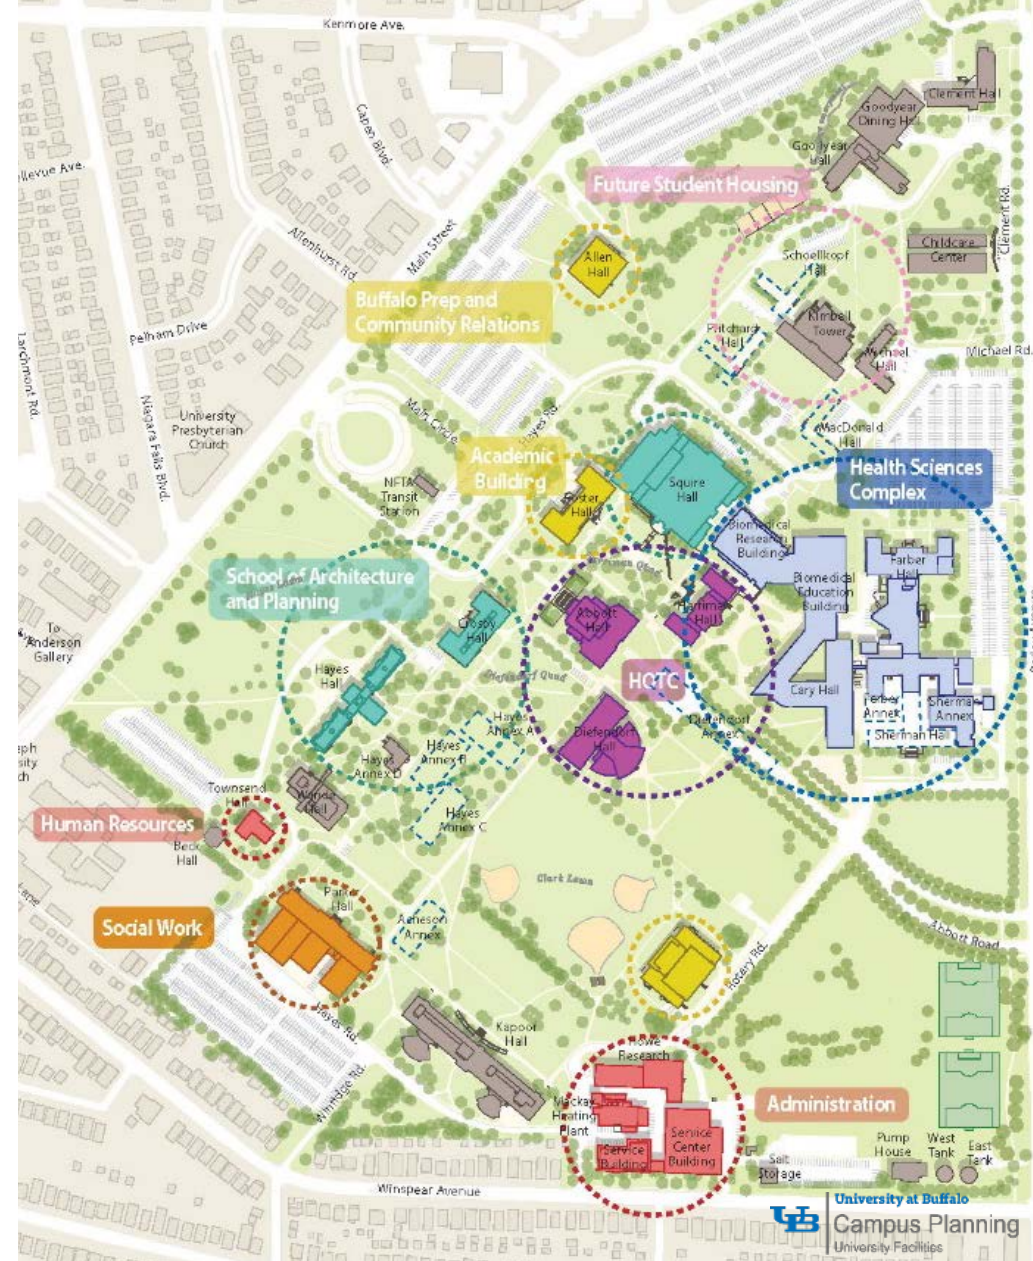 Kenmore Ave.
Capen Blvd.
Clement Hall
Goodyear
Dining Hall
Goodyear
Hall
Future Student Housing
Clement Rd.
Allenhurst Rd.
Main Street
Allen
Hall
Schoellkopf
Hall
Childcare
Center
Buffalo Prep and
Community Relations
Pelham Drive
Larchmont Rd.
Pritchard
Hall
Kimball
Tower
Michael
Hall
Michael Rd.
Niagara Falls Blvd.
University
Presbyterian
Church
Main Circle
Hayes Rd.
MacDonald
Hall
Academic
Building
Health Sciences
Complex
NFTA
Transit
Station
Foster
Hall
Squire
Hall
Biomedical
Research
Building
Farber
Hall
Biomedical
Education
Building
School of Architecture
and Planning
Abbott
Hall
Harriman
Hall
To
Anderson
Gallery
Crosby
Hall
Hayes
Hall
Diefendorf Quad
HOTC
Cary Hall
Sherman
Annex
Sherman Hall
Diefendorf
Annex
Diefendorf
Hall
Hayes
Annex A
Hayes
Annex B
Hayes
Annex D
Hayes
Annex C
Townsend
Hall
Human Resources
Beck
Hall
Clark Lawn
Parker
Hall
Acheson
Annex
Social Work
Abbott Road
Rotary Rd.
Hayes Rd.
Kapoor
Hall
Winridge Rd.
Howe
Research
Mackay
Heating
Plant
Administration
Service
Building
Service
Center
Building
Salt
Storage
Pump
House
West
Tank
East
Tank
Winspear Avenue
University at Buffalo
UB
Campus Planning
University Facilities